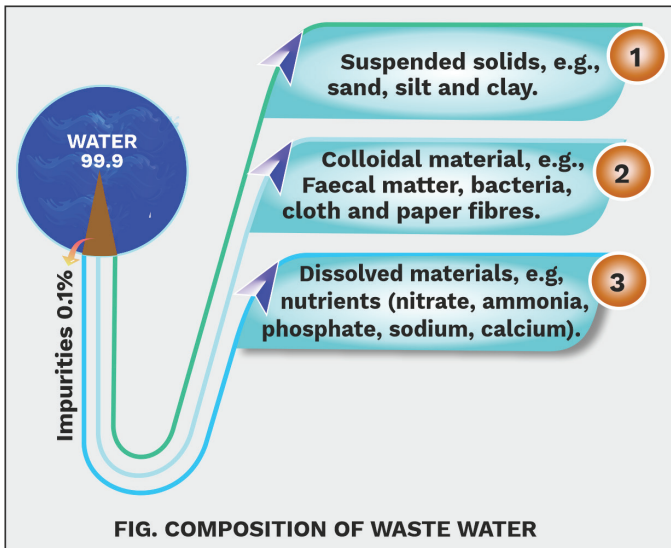 WATER
99.9
Impurities 0.1%
Suspended solids, e.g.,
sand, silt and clay.
1
Colloidal material, e.g.,
Faecal matter, bacteria,
cloth and paper fibres.
2
Dissolved materials, e.g,
nutrients (nitrate, ammonia,
phosphate, sodium, calcium).
3
FIG. COMPOSITION OF WASTE WATER